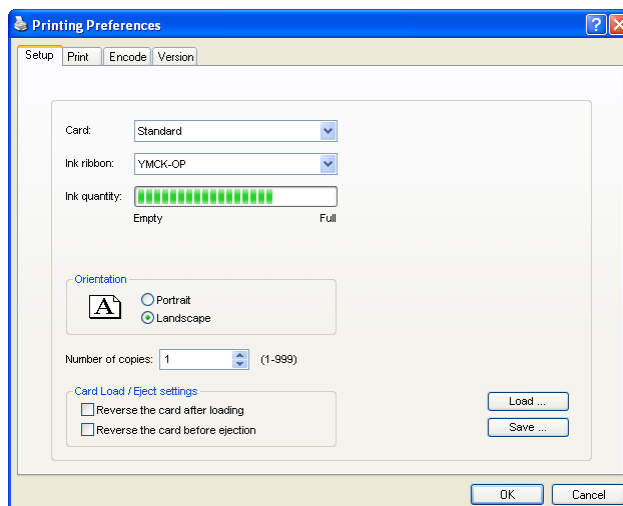 Printing Preferences
Setup Print Encode Version
Card: Standard
Ink ribbon: YMCK-OP
Ink quantity:
Empty Full
Orientation
A Portrait
Landscape
Number of copies: 1 (1-999)
Card Load / Eject settings
Reverse the card after loading
Reverse the card before ejection
Load ...
Save ...
OK Cancel